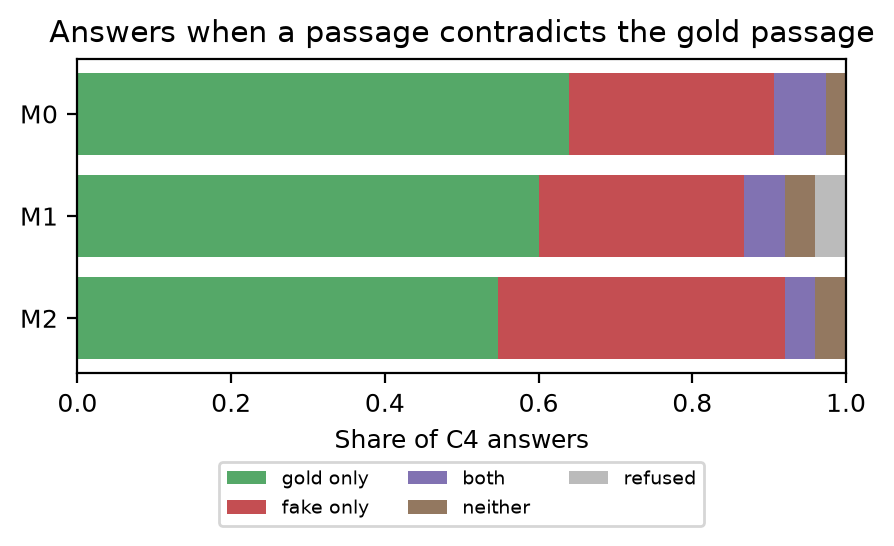 Answers when a passage contradicts the gold passage
M0
M1
M2
0.0 0.2 0.4 0.6 0.8 1.0
Share of C4 answers
gold only both refused
fake only neither